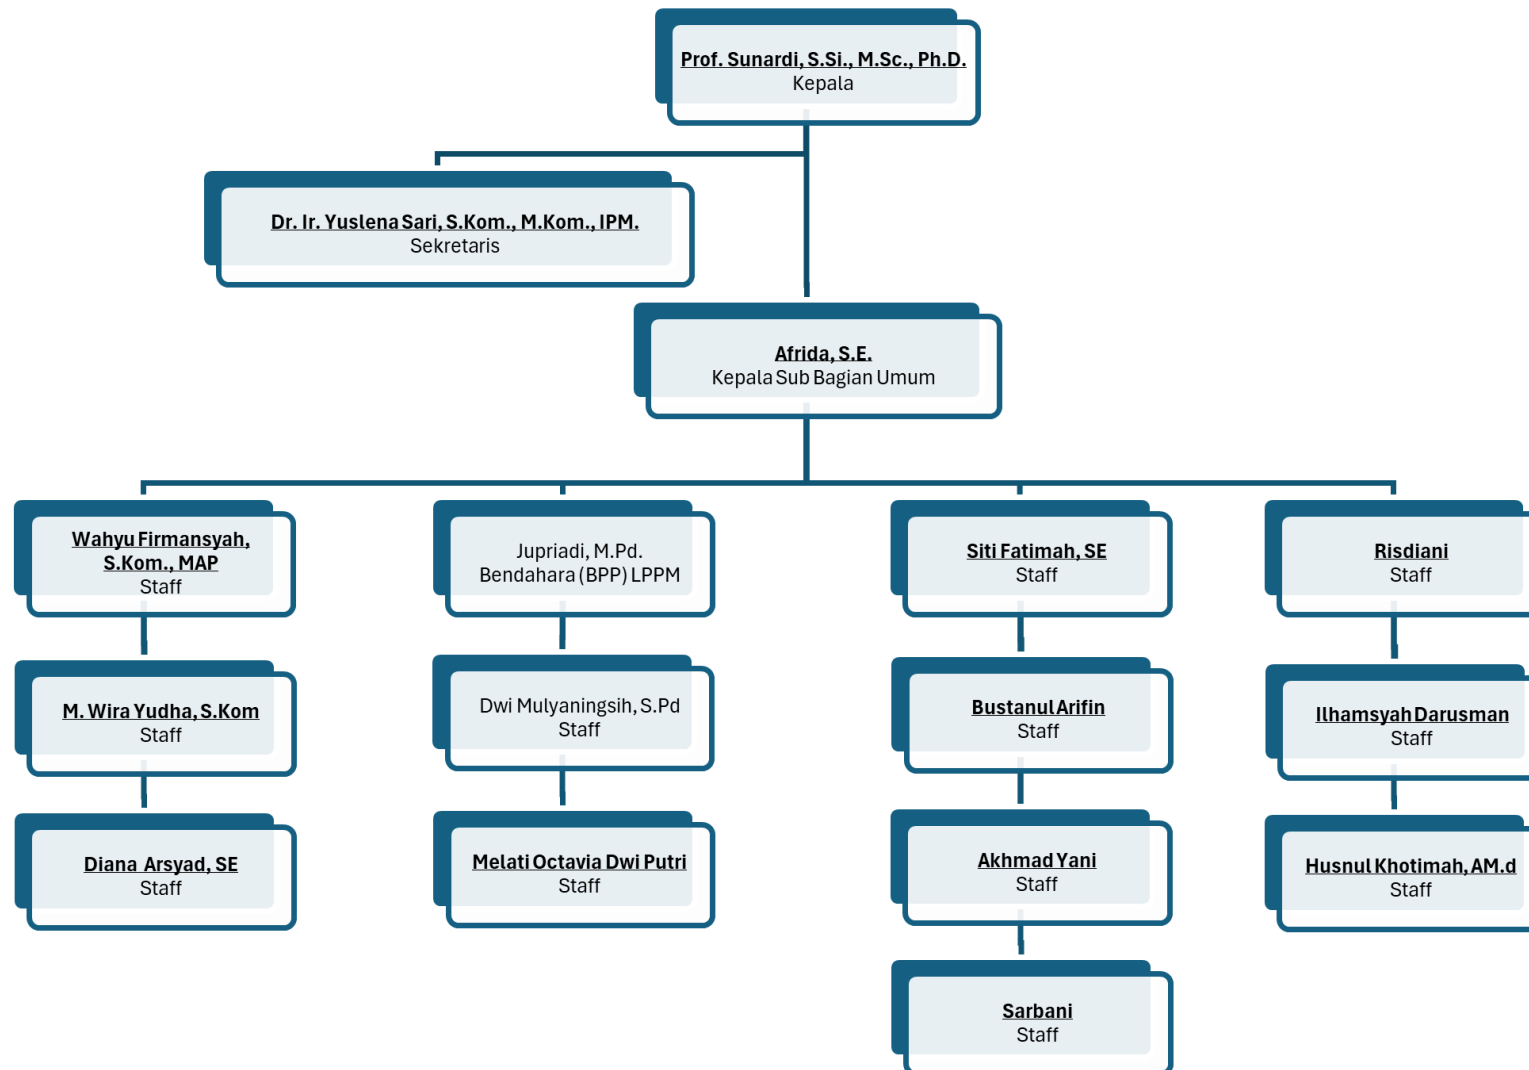 Prof. Sunardi, S.Si., M.Sc., Ph.D.
Kepala
Dr. Ir. Yuslena Sari, S.Kom., M.Kom., IPM.
Sekretaris
Afrida, S.E.
Kepala Sub Bagian Umum
Wahyu Firmansyah,
S.Kom., MAP
Staff
Jupriadi, M.Pd.
Bendahara (BPP) LPPM
Siti Fatimah, SE
Staff
Risdiani
Staff
M. Wira Yudha, S.Kom
Staff
Dwi Mulyaningsih, S.Pd
Staff
Bustanul Arifin
Staff
Ilhamsyah Darusman
Staff
Diana Arsyad, SE
Staff
Melati Octavia Dwi Putri
Staff
Akhmad Yani
Staff
Husnul Khotimah, AM.d
Staff
Sarbani
Staff